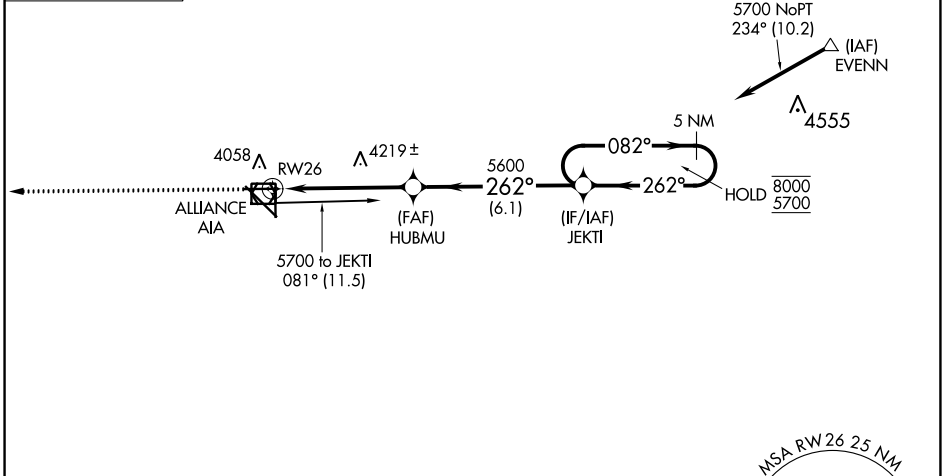 5700 NoPT
234° (10.2)
(IAF)
EVENN
4555
5 NM
082°
4058
4219±
RW26
5600
262°
(6.1)
262°
HOLD
8000
5700
ALLIANCE
AIA
(FAF)
HUBMU
(IF/IAF)
JEKTI
5700 to JEKTI
081° (11.5)
MSA RW26 25 NM